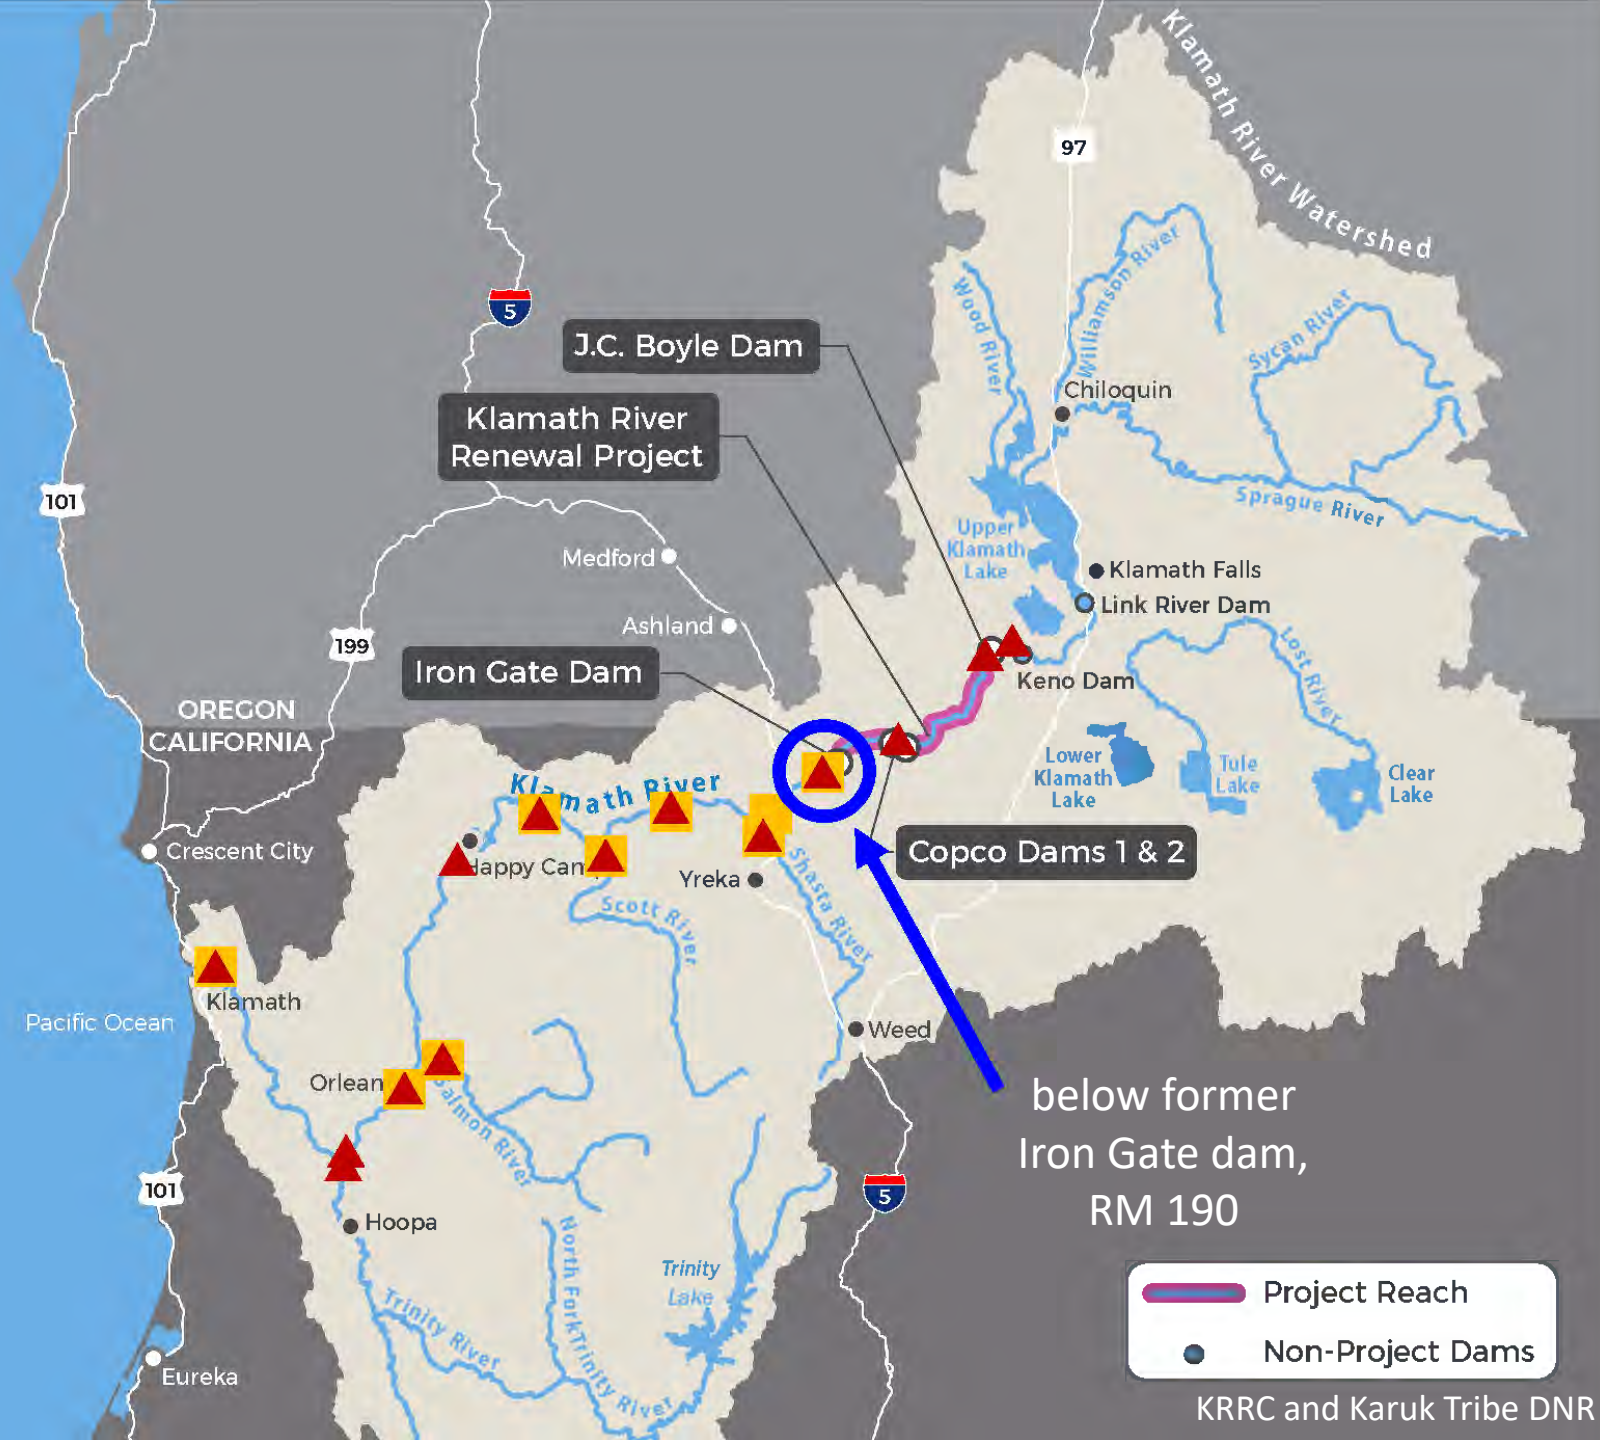 Klamath River Watershed
97
Wood River
Williamson River
Sycan River
5
J.C. Boyle Dam
Chiloquin
Klamath River
Renewal Project
101
Sprague River
Upper
Klamath
Lake
Medford
Klamath Falls
Link River Dam
Ashland
199
Lost River
Iron Gate Dam
Keno Dam
OREGON
CALIFORNIA
Lower
Klamath
Lake
Tule
Lake
Clear
Lake
Klamath River
Crescent City
Happy Cam
Yreka
Shasta River
Copco Dams 1 & 2
Scott River
Klamath
Pacific Ocean
Weed
Orlean
Salmon River
below former
Iron Gate dam,
RM 190
101
5
Hoopa
North Fork Trinity River
Trinity
Lake
Trinity River
Project Reach
Non-Project Dams
Eureka
KRRC and Karuk Tribe DNR